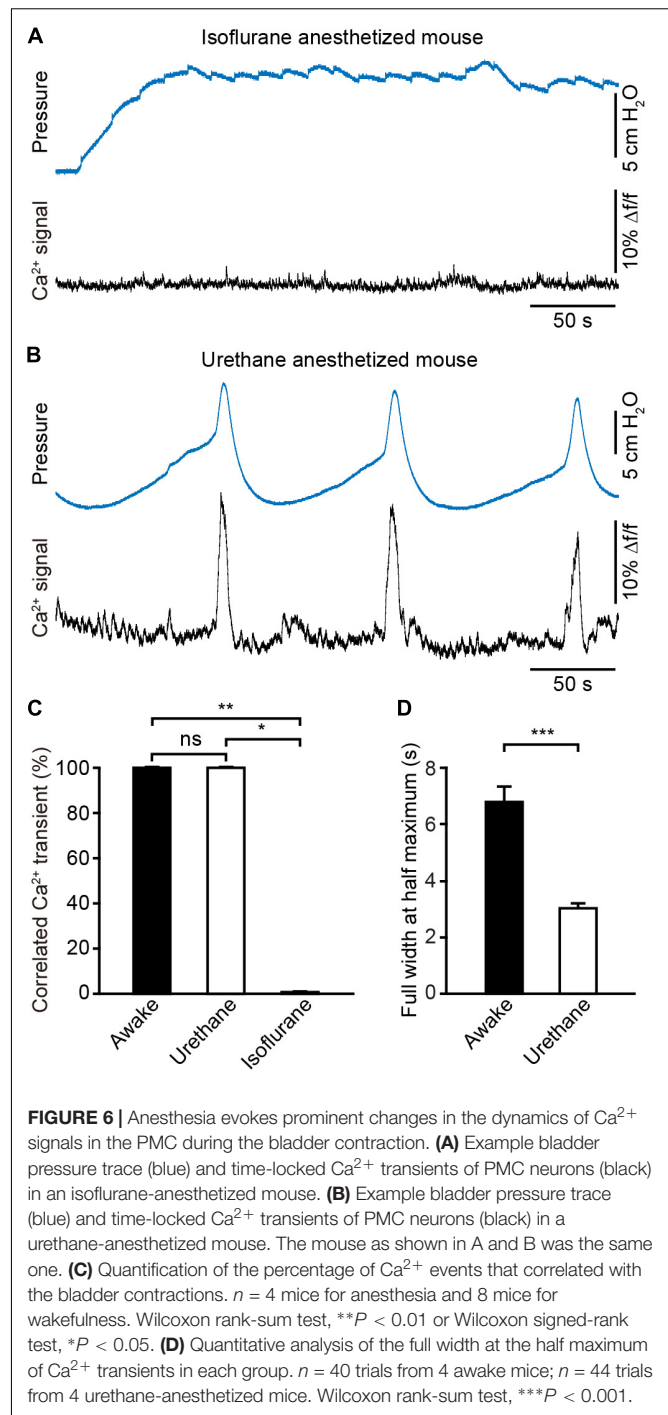 A
Isoflurane anesthetized mouse
Pressure
5 cm H₂O
Ca²⁺ signal
10% Δf/f
50 s
B
Urethane anesthetized mouse
Pressure
5 cm H₂O
Ca²⁺ signal
10% Δf/f
50 s
C
**
ns
*
Correlated Ca²⁺ transient (%)
100
80
60
40
20
0
Awake
Urethane
Isoflurane
D
***
Full width at half maximum (s)
8
6
4
2
0
Awake
Urethane
FIGURE 6 | Anesthesia evokes prominent changes in the dynamics of Ca²⁺
signals in the PMC during the bladder contraction. (A) Example bladder
pressure trace (blue) and time-locked Ca²⁺ transients of PMC neurons (black)
in an isoflurane-anesthetized mouse. (B) Example bladder pressure trace
(blue) and time-locked Ca²⁺ transients of PMC neurons (black) in a
urethane-anesthetized mouse. The mouse as shown in A and B was the same
one. (C) Quantification of the percentage of Ca²⁺ events that correlated with
the bladder contractions. n = 4 mice for anesthesia and 8 mice for
wakefulness. Wilcoxon rank-sum test, **P < 0.01 or Wilcoxon signed-rank
test, *P < 0.05. (D) Quantitative analysis of the full width at the half maximum
of Ca²⁺ transients in each group. n = 40 trials from 4 awake mice; n = 44 trials
from 4 urethane-anesthetized mice. Wilcoxon rank-sum test, ***P < 0.001.